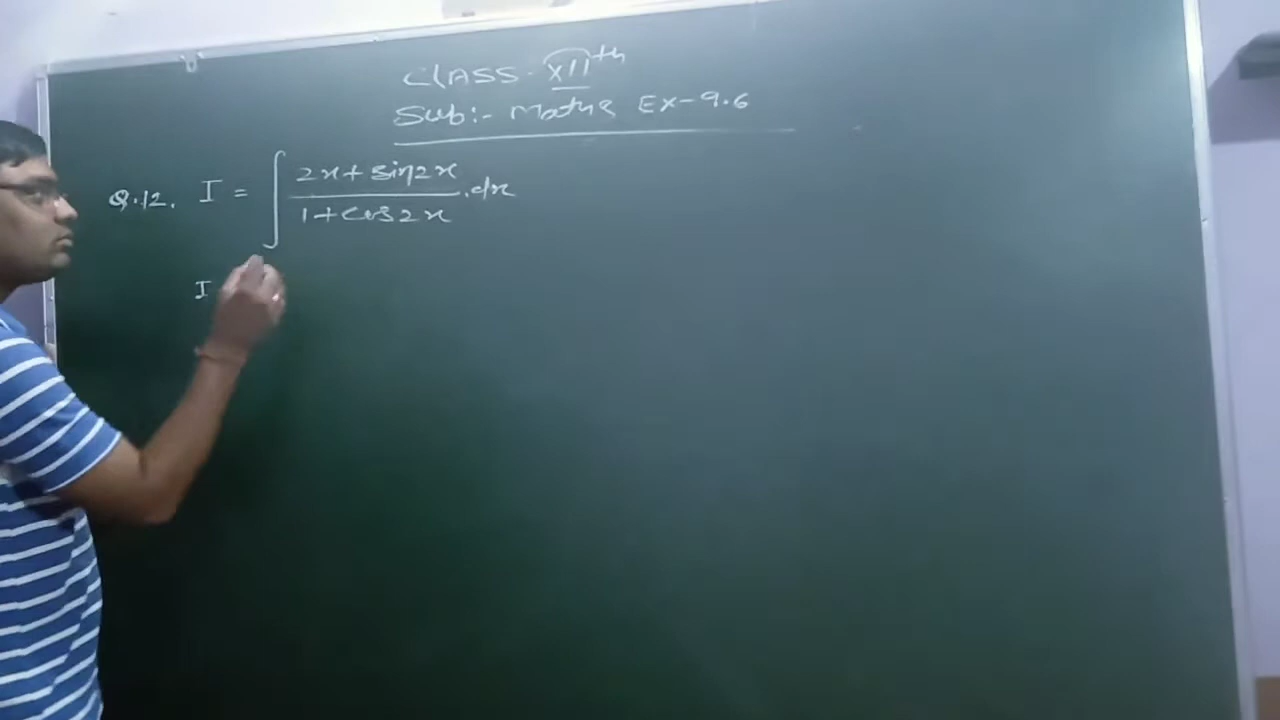 CLASS - XIIth
Sub:- Maths Ex-9.6
Q.12. I = ∫ (2x + sin2x)/(1 + cos2x) . dx
I